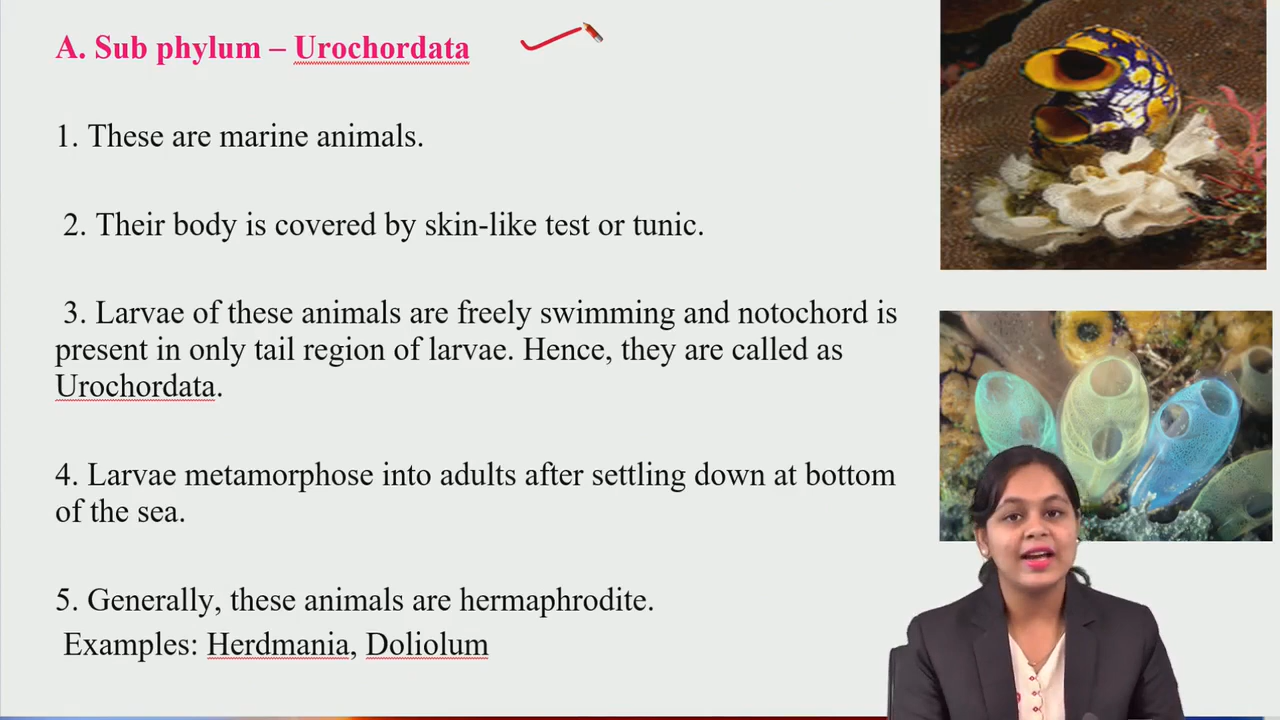 A. Sub phylum – Urochordata
1. These are marine animals.
2. Their body is covered by skin-like test or tunic.
3. Larvae of these animals are freely swimming and notochord is
present in only tail region of larvae. Hence, they are called as
Urochordata.
4. Larvae metamorphose into adults after settling down at bottom
of the sea.
5. Generally, these animals are hermaphrodite.
Examples: Herdmania, Doliolum